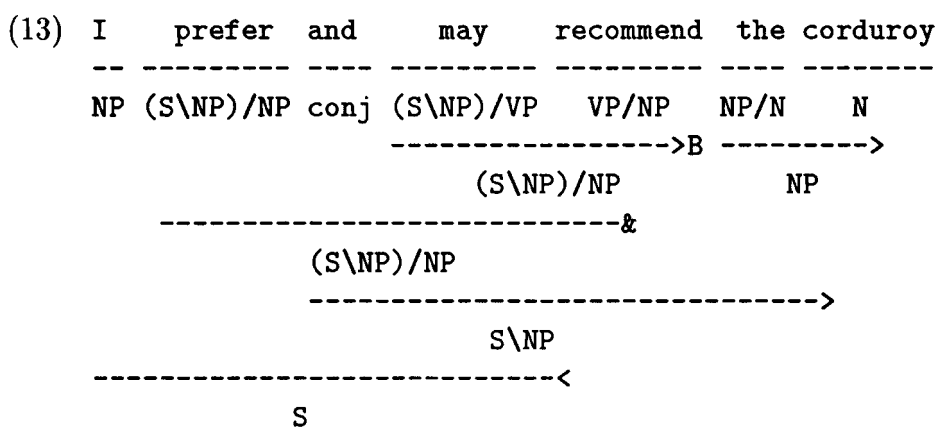 (13) I prefer and may recommend the corduroy
-- --------- ---- --------- --------- ---- --------
NP (S\NP)/NP conj (S\NP)/VP VP/NP NP/N N
------------------>B ---------->
(S\NP)/NP NP
-----------------------------&
(S\NP)/NP
--------------------------------->
S\NP
-----------------------------<
S